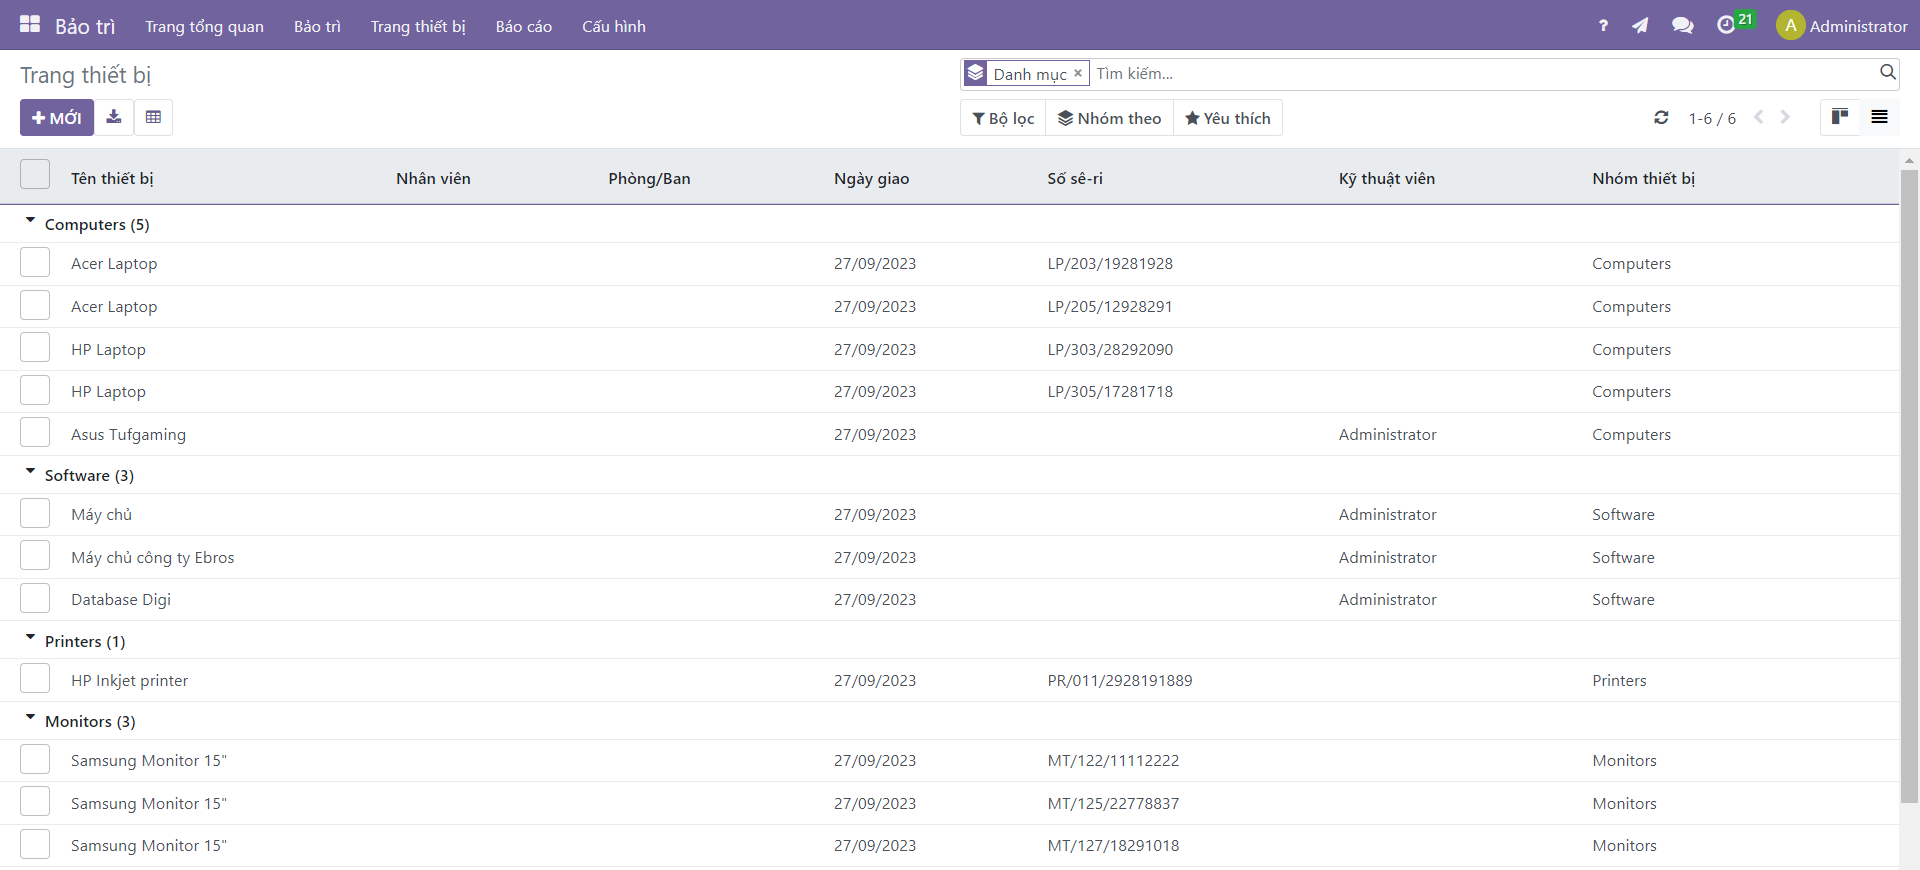 Bảo trì Trang tổng quan Bảo trì Trang thiết bị Báo cáo Cấu hình ? 21 A Administrator
Trang thiết bị Danh mục × Tìm kiếm...
MỚI Bộ lọc Nhóm theo Yêu thích 1-6 / 6
Tên thiết bị Nhân viên Phòng/Ban Ngày giao Số sê-ri Kỹ thuật viên Nhóm thiết bị
Computers (5)
Acer Laptop 27/09/2023 LP/203/19281928 Computers
Acer Laptop 27/09/2023 LP/205/12928291 Computers
HP Laptop 27/09/2023 LP/303/28292090 Computers
HP Laptop 27/09/2023 LP/305/17281718 Computers
Asus Tufgaming 27/09/2023 Administrator Computers
Software (3)
Máy chủ 27/09/2023 Administrator Software
Máy chủ công ty Ebros 27/09/2023 Administrator Software
Database Digi 27/09/2023 Administrator Software
Printers (1)
HP Inkjet printer 27/09/2023 PR/011/2928191889 Printers
Monitors (3)
Samsung Monitor 15" 27/09/2023 MT/122/11112222 Monitors
Samsung Monitor 15" 27/09/2023 MT/125/22778837 Monitors
Samsung Monitor 15" 27/09/2023 MT/127/18291018 Monitors